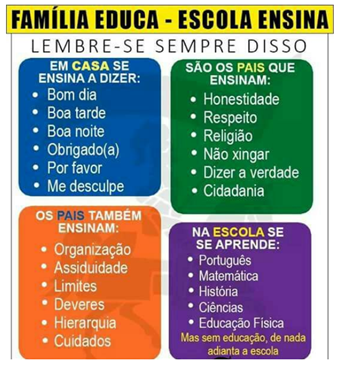 FAMÍLIA EDUCA - ESCOLA ENSINA
LEMBRE-SE SEMPRE DISSO
EM CASA SE
ENSINA A DIZER:
• Bom dia
• Boa tarde
• Boa noite
• Obrigado(a)
• Por favor
• Me desculpe
SÃO OS PAIS QUE
ENSINAM:
• Honestidade
• Respeito
• Religião
• Não xingar
• Dizer a verdade
• Cidadania
OS PAIS TAMBÉM
ENSINAM:
• Organização
• Assiduidade
• Limites
• Deveres
• Hierarquia
• Cuidados
NA ESCOLA SE
SE APRENDE:
• Português
• Matemática
• História
• Ciências
• Educação Física
Mas sem educação, de nada
adianta a escola